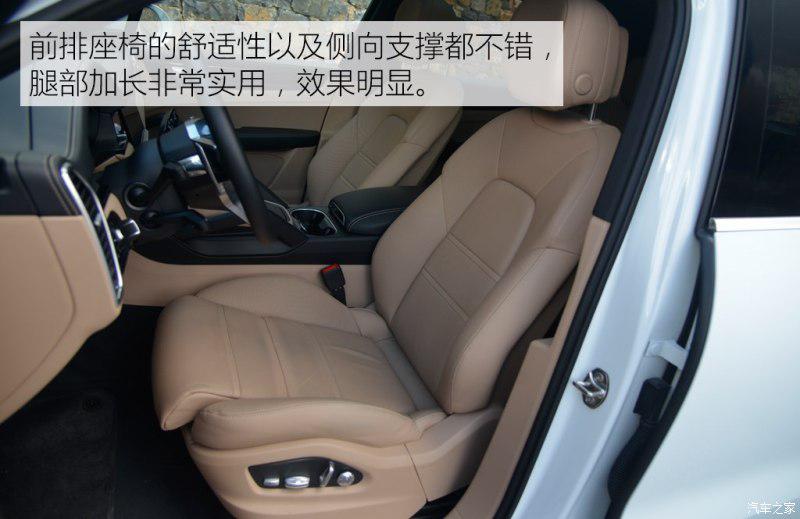 前排座椅的舒适性以及侧向支撑都不错，
腿部加长非常实用，效果明显。
汽车之家